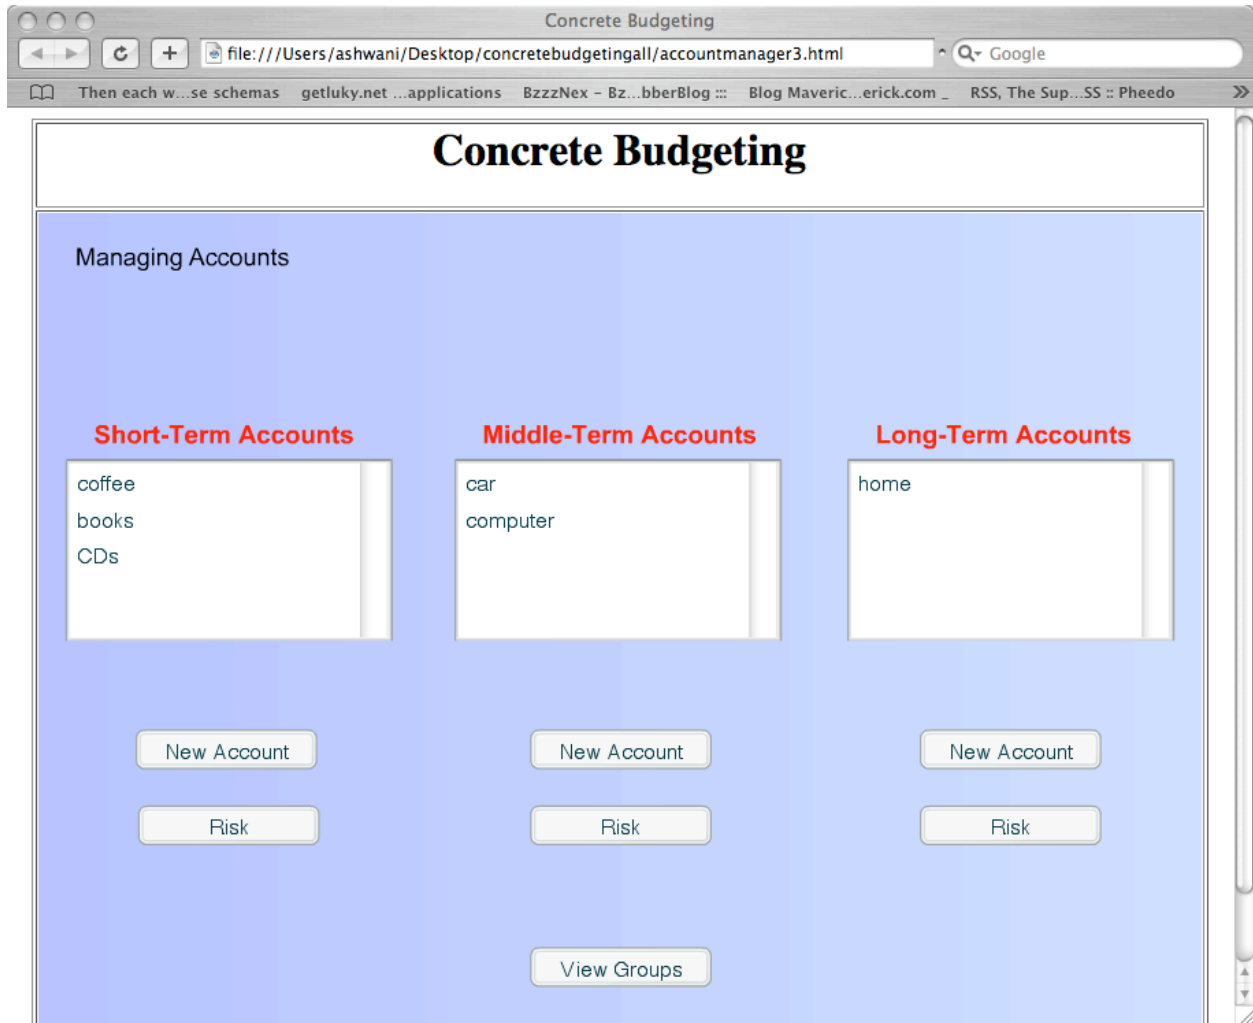 Concrete Budgeting
file:///Users/ashwani/Desktop/concretebudgetingall/accountmanager3.html
Google
Then each w...se schemas getluky.net ...applications BzzzNex – Bz...bberBlog ::: Blog Maveric...erick.com _ RSS, The Sup...SS :: Pheedo
Concrete Budgeting
Managing Accounts
Short-Term Accounts
coffee
books
CDs
New Account
Risk
Middle-Term Accounts
car
computer
New Account
Risk
Long-Term Accounts
home
New Account
Risk
View Groups